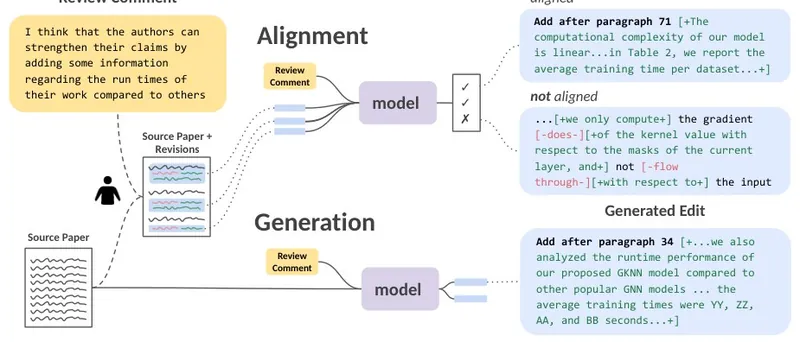 Review Comment
I think that the authors can
strengthen their claims by
adding some information
regarding the run times of
their work compared to others
Source Paper +
Revisions
Source Paper
Alignment
Review
Comment
model
✓
✓
✗
aligned
Add after paragraph 71 [+The
computational complexity of our model
is linear...in Table 2, we report the
average training time per dataset...+]
not aligned
...[+we only compute+] the gradient
[-does-][+of the kernel value with
respect to the masks of the current
layer, and+] not [-flow
through-][+with respect to+] the input
Generation
Review
Comment
model
Generated Edit
Add after paragraph 34 [+...we also
analyzed the runtime performance of
our proposed GKNN model compared to
other popular GNN models ... the
average training times were YY, ZZ,
AA, and BB seconds...+]